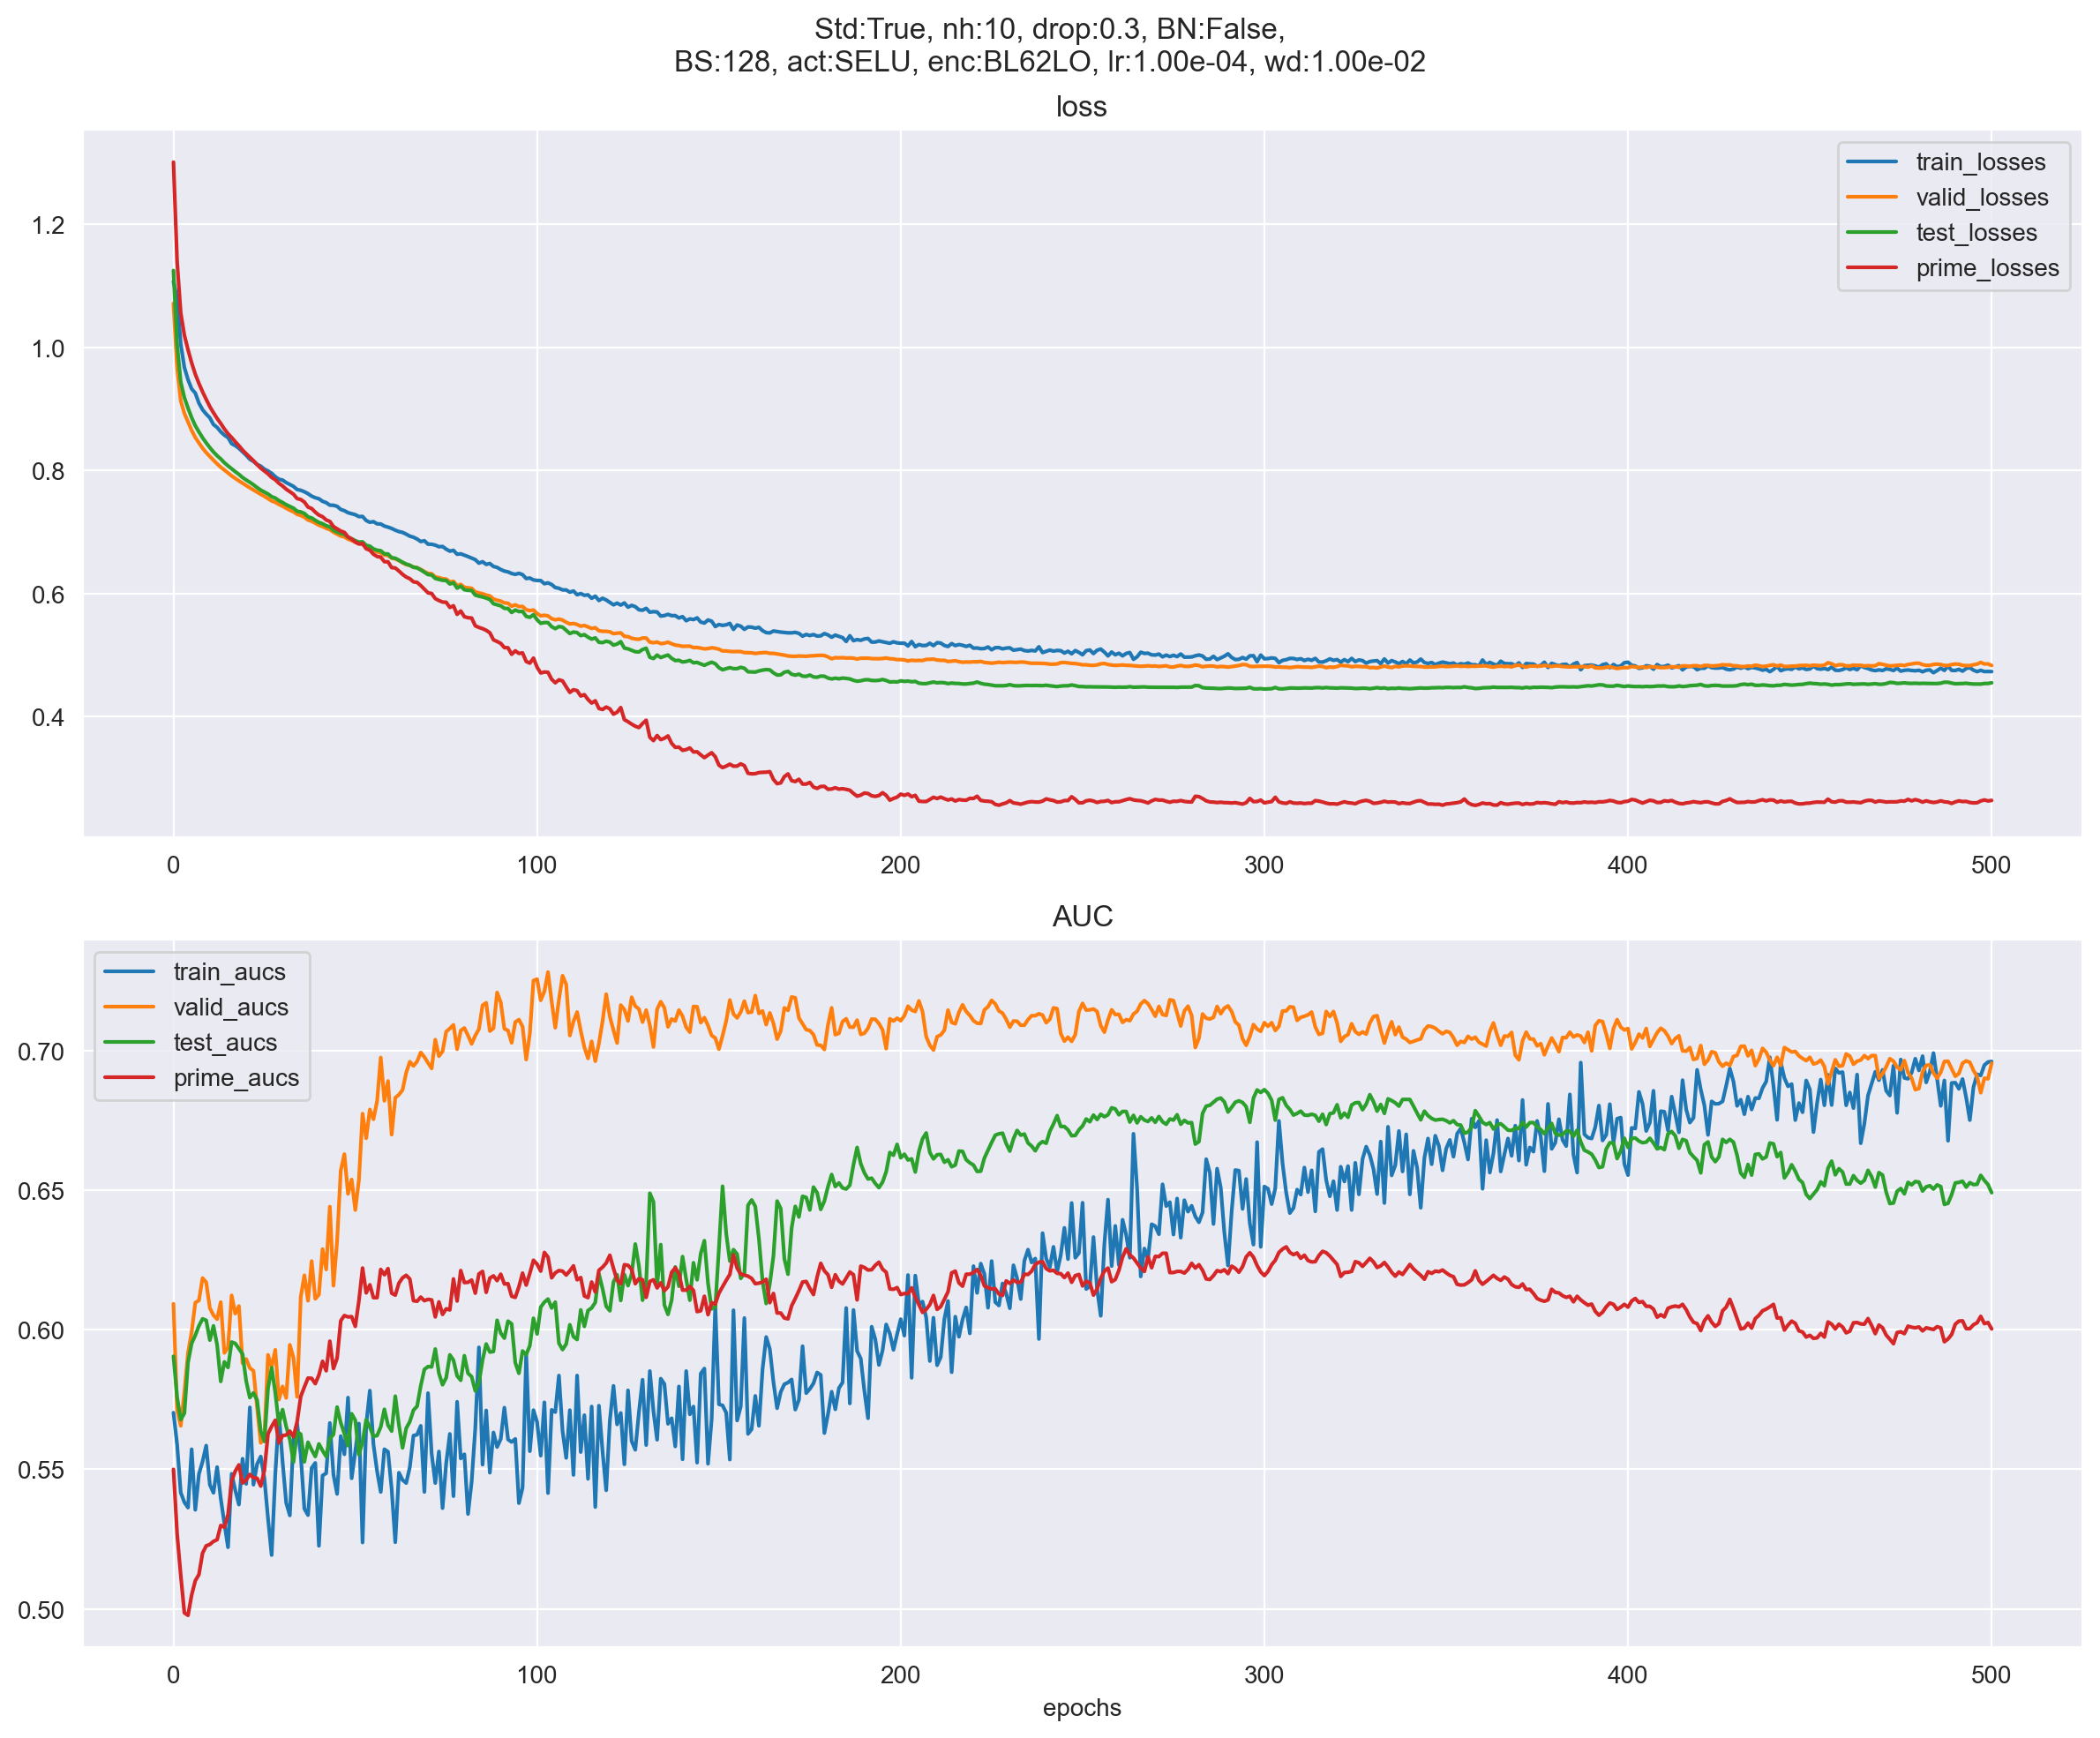 Std:True, nh:10, drop:0.3, BN:False,
BS:128, act:SELU, enc:BL62LO, lr:1.00e-04, wd:1.00e-02
loss
train_losses
valid_losses
test_losses
prime_losses
1.2
1.0
0.8
0.6
0.4
0 100 200 300 400 500
AUC
train_aucs
valid_aucs
test_aucs
prime_aucs
0.70
0.65
0.60
0.55
0.50
0 100 200 300 400 500
epochs